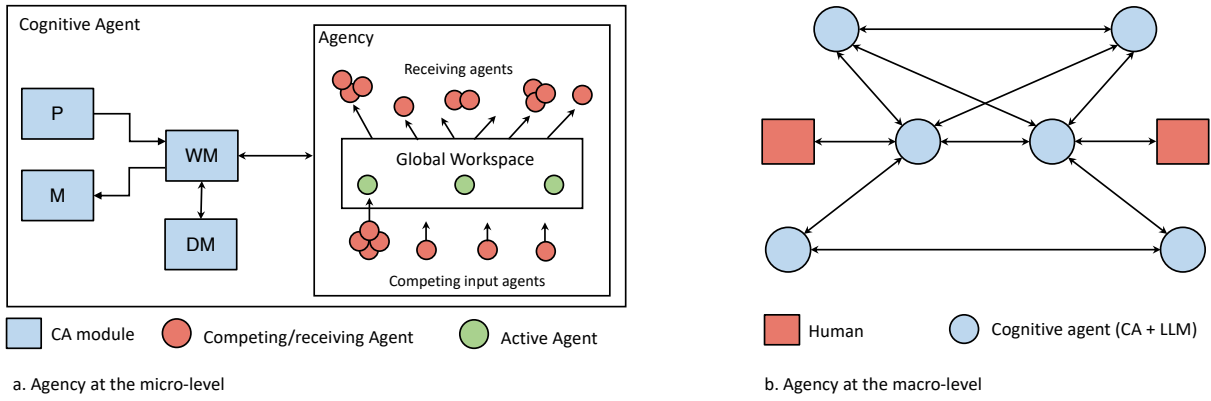 Cognitive Agent
Agency
Receiving agents
P
WM
Global Workspace
M
DM
Competing input agents
CA module
Competing/receiving Agent
Active Agent
a. Agency at the micro-level
Human
Cognitive agent (CA + LLM)
b. Agency at the macro-level